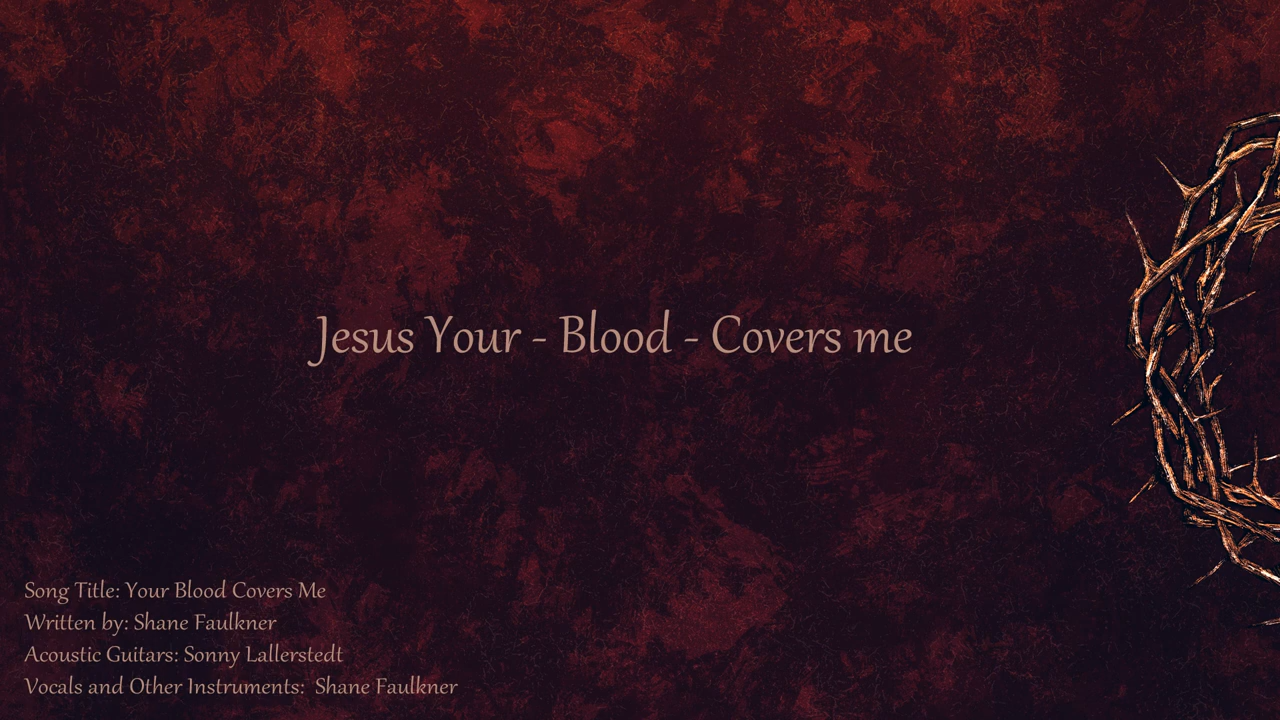 Jesus Your - Blood - Covers me
Song Title: Your Blood Covers Me
Written by: Shane Faulkner
Acoustic Guitars: Sonny Lallerstedt
Vocals and Other Instruments:  Shane Faulkner